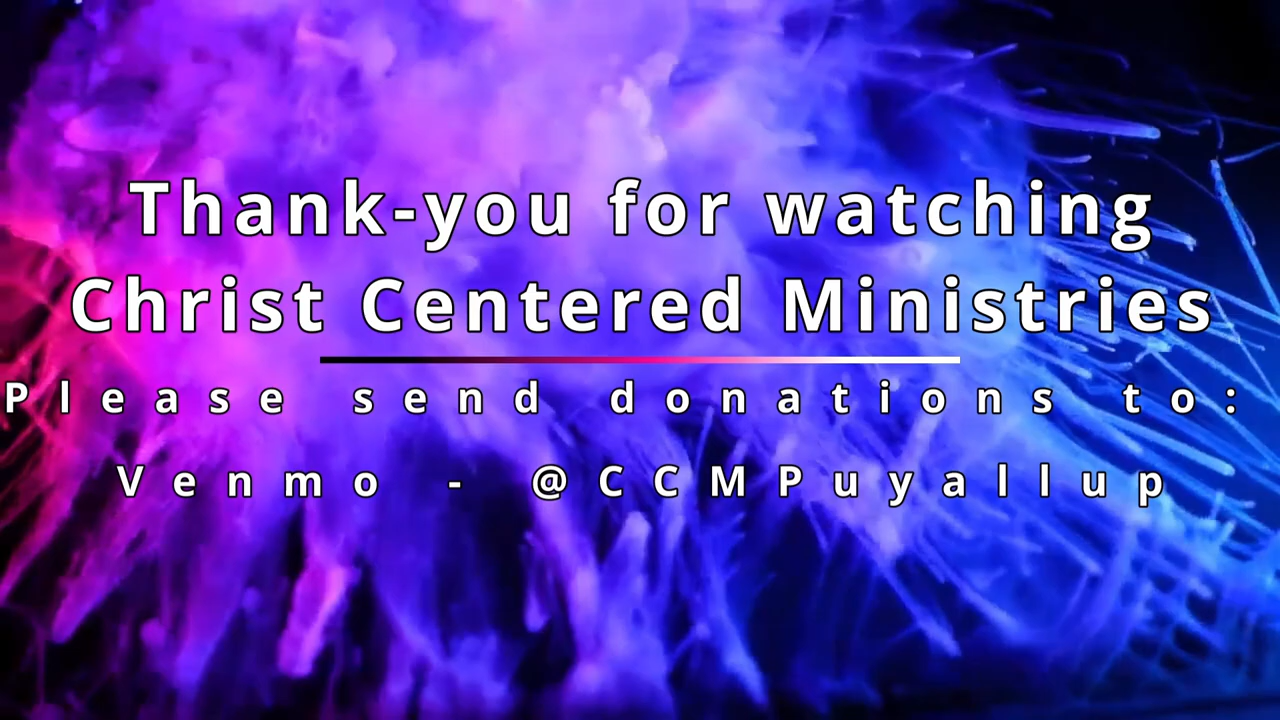 Thank-you for watching
Christ Centered Ministries
Please send donations to:
Venmo - @CCMPuyallup